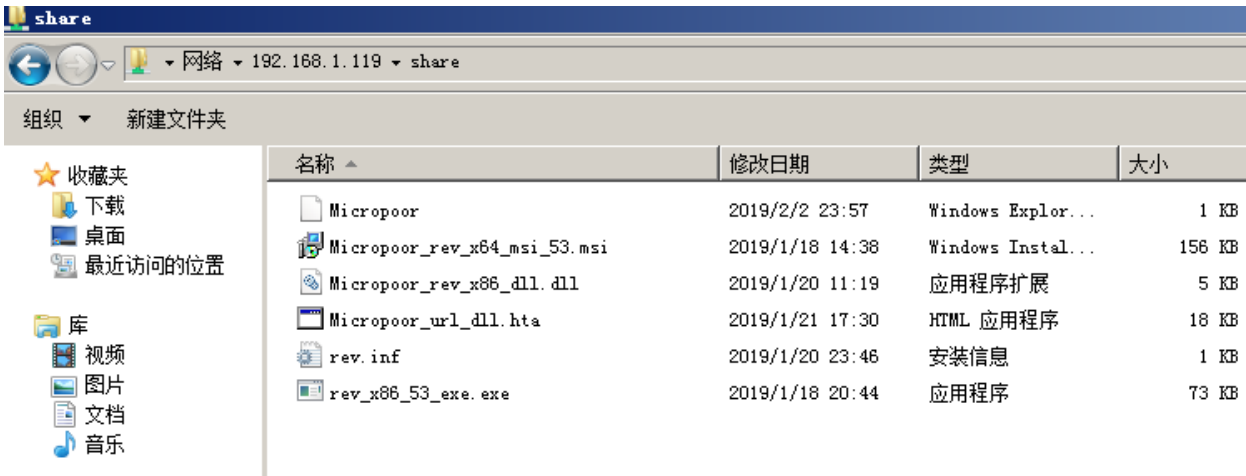 share
网络 192.168.1.119 share
组织 新建文件夹
收藏夹
下载
桌面
最近访问的位置
库
视频
图片
文档
音乐
名称 修改日期 类型 大小
Micropoor 2019/2/2 23:57 Windows Explor... 1 KB
Micropoor_rev_x64_msi_53.msi 2019/1/18 14:38 Windows Instal... 156 KB
Micropoor_rev_x86_dll.dll 2019/1/20 11:19 应用程序扩展 5 KB
Micropoor_url_dll.hta 2019/1/21 17:30 HTML 应用程序 18 KB
rev.inf 2019/1/20 23:46 安装信息 1 KB
rev_x86_53_exe.exe 2019/1/18 20:44 应用程序 73 KB